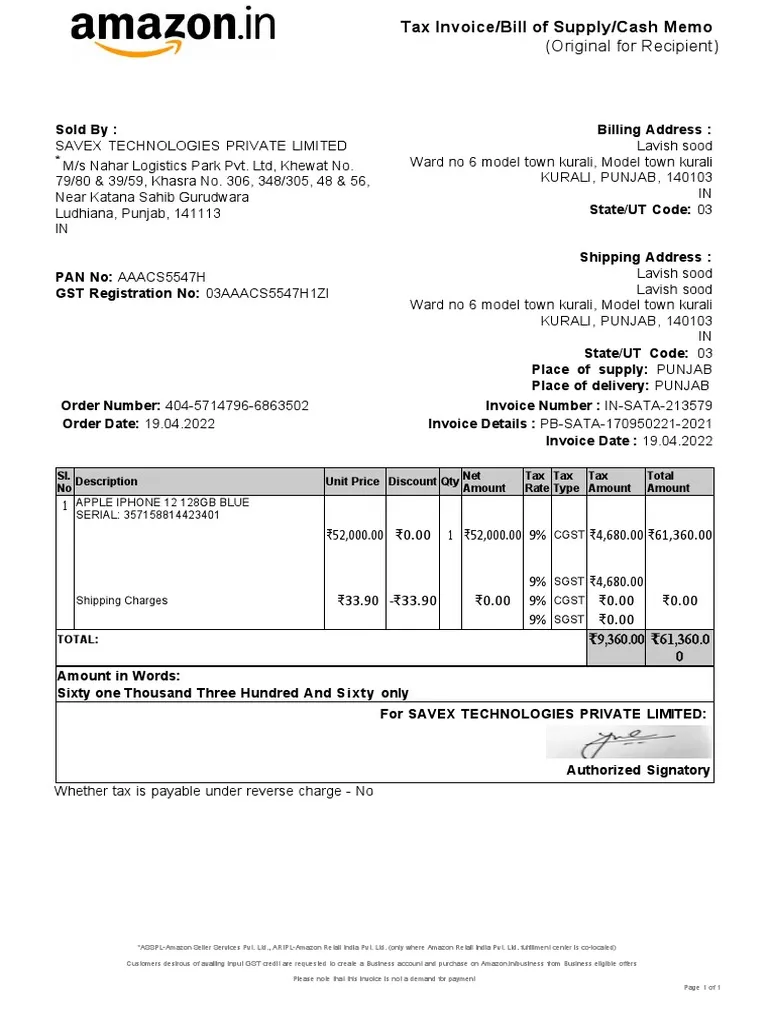 amazon.in
Tax Invoice/Bill of Supply/Cash Memo
(Original for Recipient)
Sold By :
SAVEX TECHNOLOGIES PRIVATE LIMITED
* M/s Nahar Logistics Park Pvt. Ltd, Khewat No.
79/80 & 39/59, Khasra No. 306, 348/305, 48 & 56,
Near Katana Sahib Gurudwara
Ludhiana, Punjab, 141113
IN
Billing Address :
Lavish sood
Ward no 6 model town kurali, Model town kurali
KURALI, PUNJAB, 140103
IN
State/UT Code: 03
PAN No: AAACS5547H
GST Registration No: 03AAACS5547H1ZI
Shipping Address :
Lavish sood
Lavish sood
Ward no 6 model town kurali, Model town kurali
KURALI, PUNJAB, 140103
IN
State/UT Code: 03
Place of supply: PUNJAB
Place of delivery: PUNJAB
Order Number: 404-5714796-6863502
Order Date: 19.04.2022
Invoice Number : IN-SATA-213579
Invoice Details : PB-SATA-170950221-2021
Invoice Date : 19.04.2022
Sl. No Description Unit Price Discount Qty Net Amount Tax Rate Tax Type Tax Amount Total Amount
1 APPLE IPHONE 12 128GB BLUE
SERIAL: 357158814423401
₹52,000.00 ₹0.00 1 ₹52,000.00 9% CGST ₹4,680.00 ₹61,360.00
9% SGST ₹4,680.00
Shipping Charges ₹33.90 -₹33.90 ₹0.00 9% CGST ₹0.00 ₹0.00
9% SGST ₹0.00
TOTAL: ₹9,360.00 ₹61,360.0
0
Amount in Words:
Sixty one Thousand Three Hundred And Sixty only
For SAVEX TECHNOLOGIES PRIVATE LIMITED:
Authorized Signatory
Whether tax is payable under reverse charge - No
*ASSPL-Amazon Seller Services Pvt. Ltd., ARIPL-Amazon Retail India Pvt. Ltd. (only where Amazon Retail India Pvt. Ltd. fulfillment center is co-located)
Customers desirous of availing input GST credit are requested to create a Business account and purchase on Amazon.in/business from Business eligible offers
Please note that this invoice is not a demand for payment
Page 1 of 1